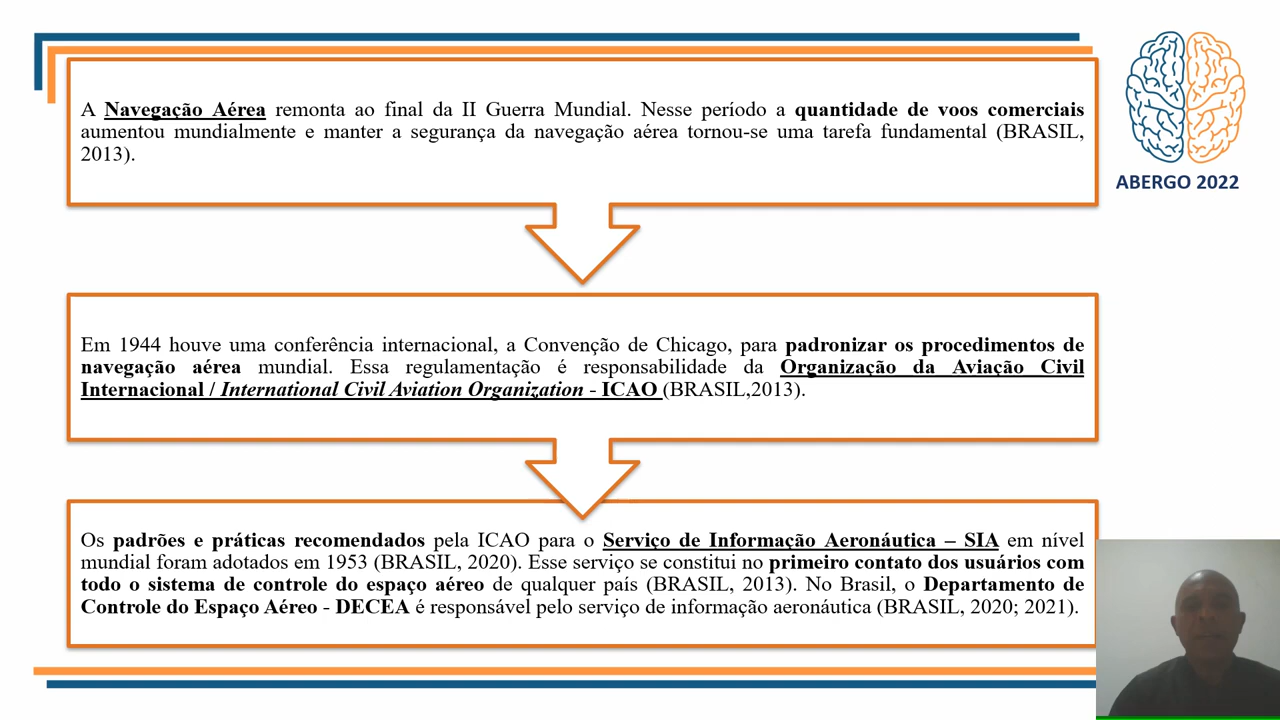 A Navegação Aérea remonta ao final da II Guerra Mundial. Nesse período a quantidade de voos comerciais
aumentou mundialmente e manter a segurança da navegação aérea tornou-se uma tarefa fundamental (BRASIL,
2013).
ABERGO 2022
Em 1944 houve uma conferência internacional, a Convenção de Chicago, para padronizar os procedimentos de
navegação aérea mundial. Essa regulamentação é responsabilidade da Organização da Aviação Civil
Internacional / International Civil Aviation Organization - ICAO (BRASIL,2013).
Os padrões e práticas recomendados pela ICAO para o Serviço de Informação Aeronáutica – SIA em nível
mundial foram adotados em 1953 (BRASIL, 2020). Esse serviço se constitui no primeiro contato dos usuários com
todo o sistema de controle do espaço aéreo de qualquer país (BRASIL, 2013). No Brasil, o Departamento de
Controle do Espaço Aéreo - DECEA é responsável pelo serviço de informação aeronáutica (BRASIL, 2020; 2021).